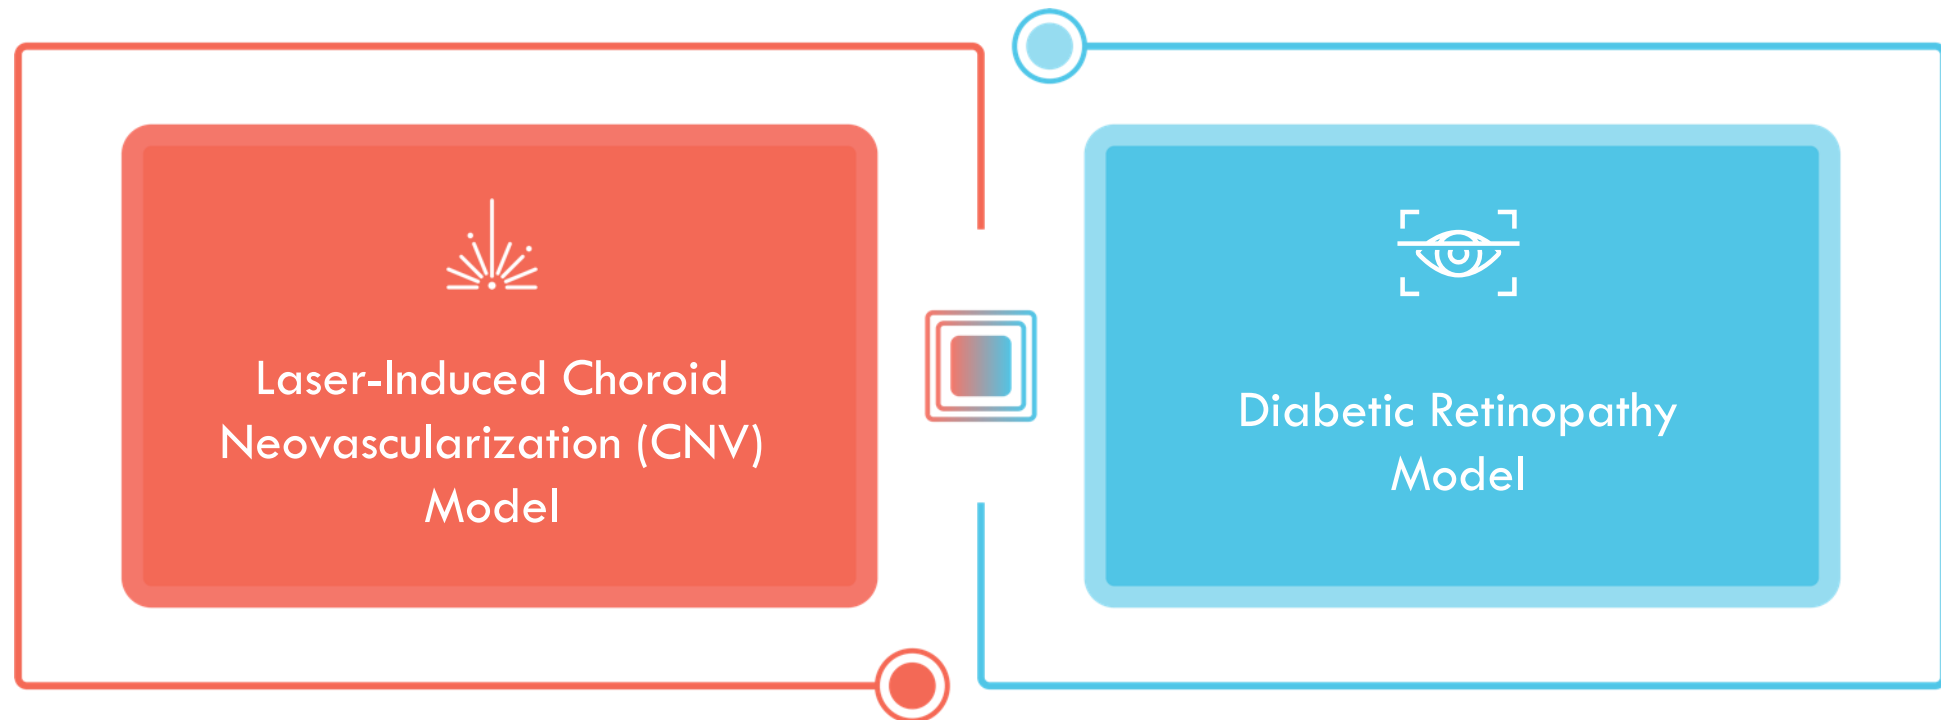 Laser-Induced Choroid
Neovascularization (CNV)
Model
Diabetic Retinopathy
Model